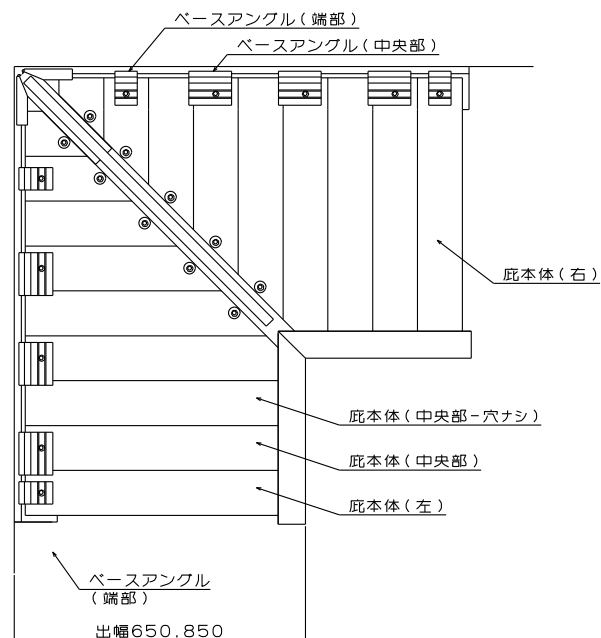 ベースアングル(端部)
ベースアングル(中央部)
庇本体(右)
庇本体(中央部-穴ナシ)
庇本体(中央部)
庇本体(左)
ベースアングル
(端部)
出幅650.850